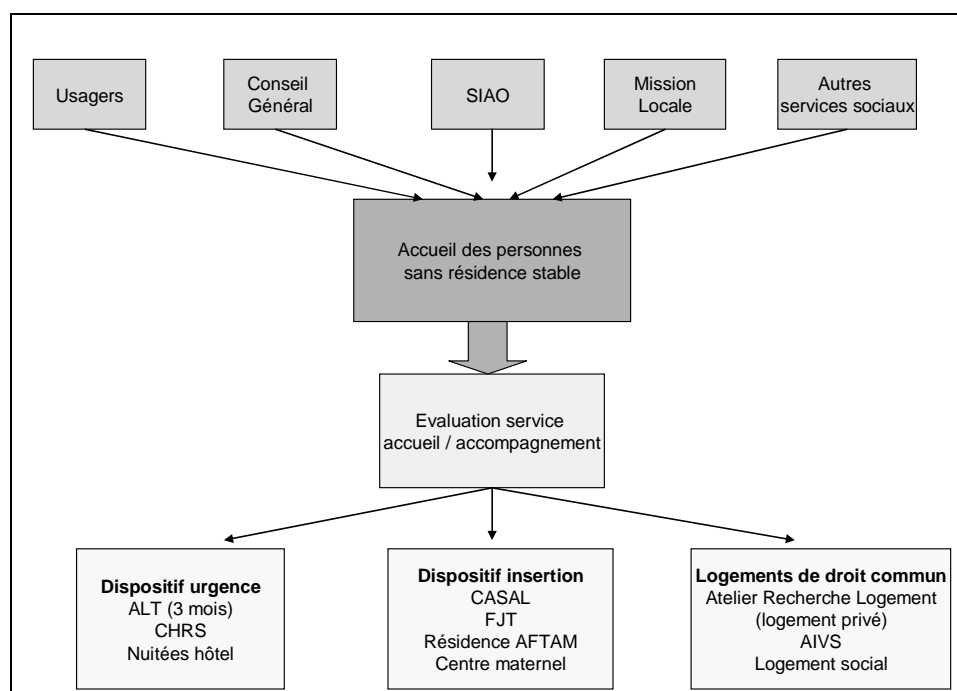 Usagers
Conseil
Général
SIAO
Mission
Locale
Autres
services sociaux
Accueil des personnes
sans résidence stable
Evaluation service
accueil / accompagnement
Dispositif urgence
ALT (3 mois)
CHRS
Nuitées hôtel
Dispositif insertion
CASAL
FJT
Résidence AFTAM
Centre maternel
Logements de droit commun
Atelier Recherche Logement
(logement privé)
AIVS
Logement social